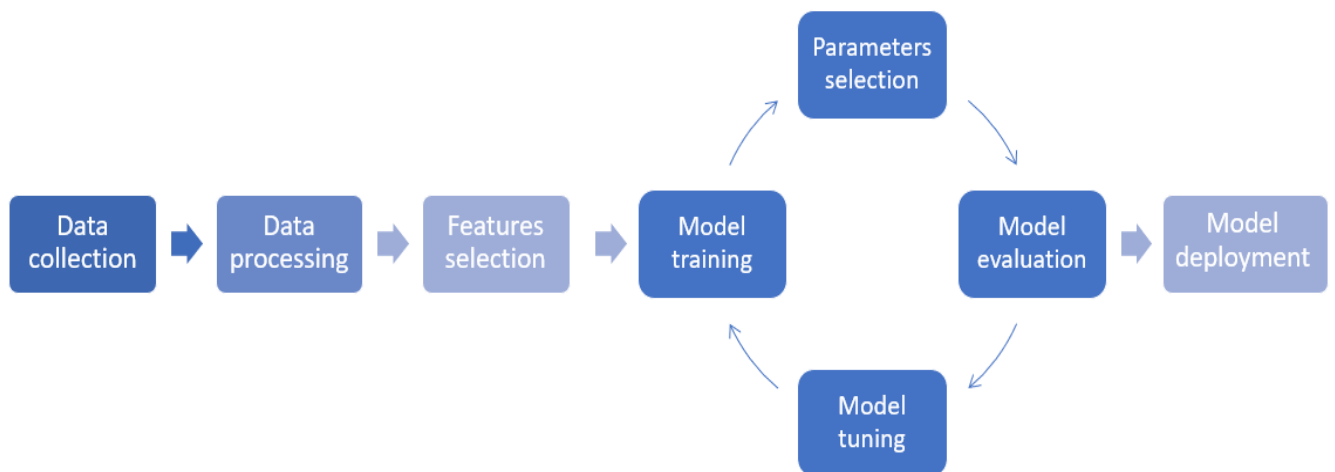 Parameters
selection
Data
collection
Data
processing
Features
selection
Model
training
Model
evaluation
Model
deployment
Model
tuning